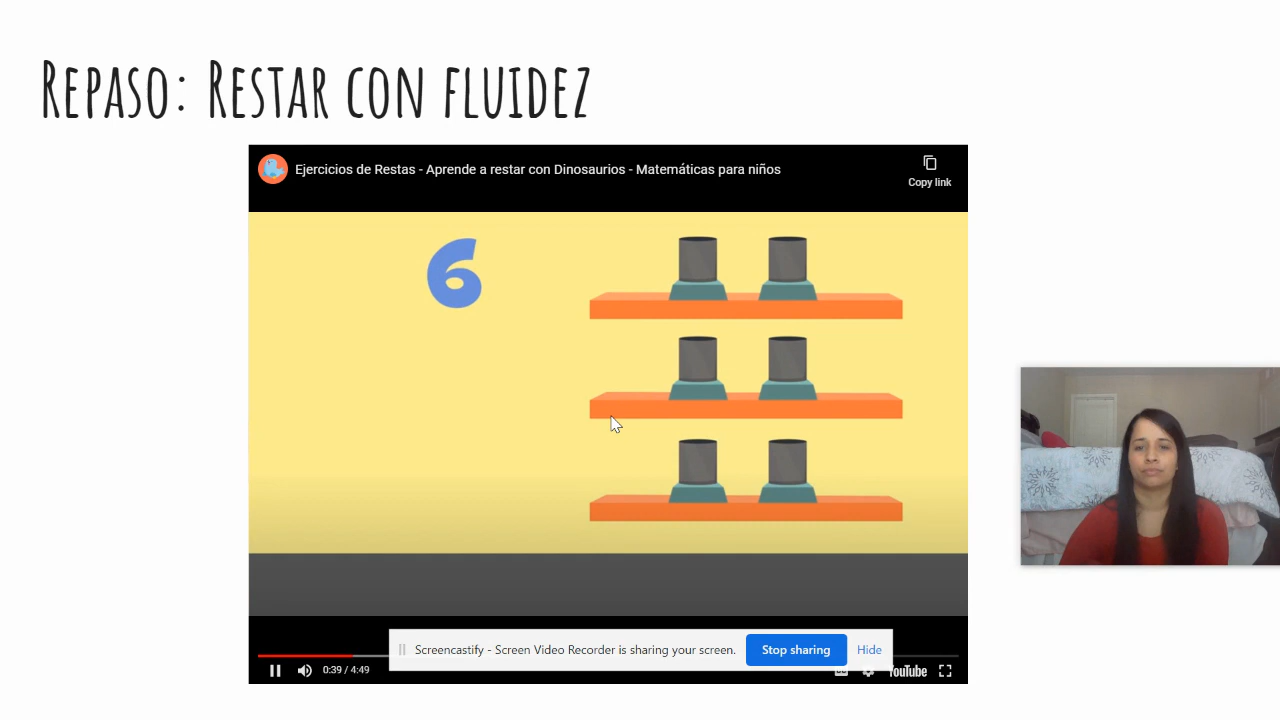 Repaso: Restar con fluidez
Ejercicios de Restas - Aprende a restar con Dinosaurios - Matemáticas para niños
Copy link
6
Screencastify - Screen Video Recorder is sharing your screen.
Stop sharing
Hide
0:39 / 4:49
YouTube